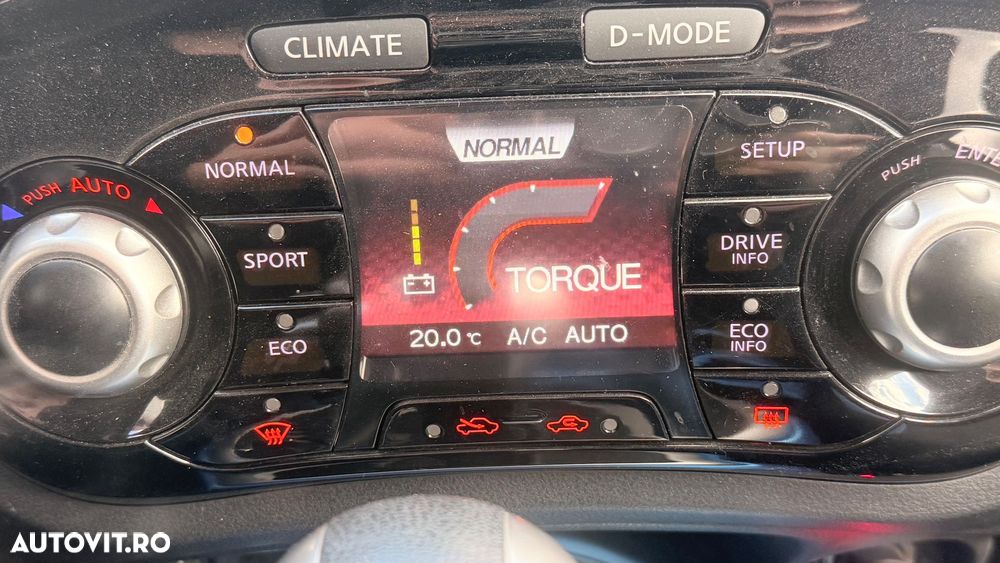 CLIMATE
D-MODE
NORMAL
PUSH AUTO
SPORT
ECO
NORMAL
TORQUE
20.0 °C A/C AUTO
SETUP
DRIVE
INFO
ECO
INFO
PUSH ENTE
AUTOVIT.RO